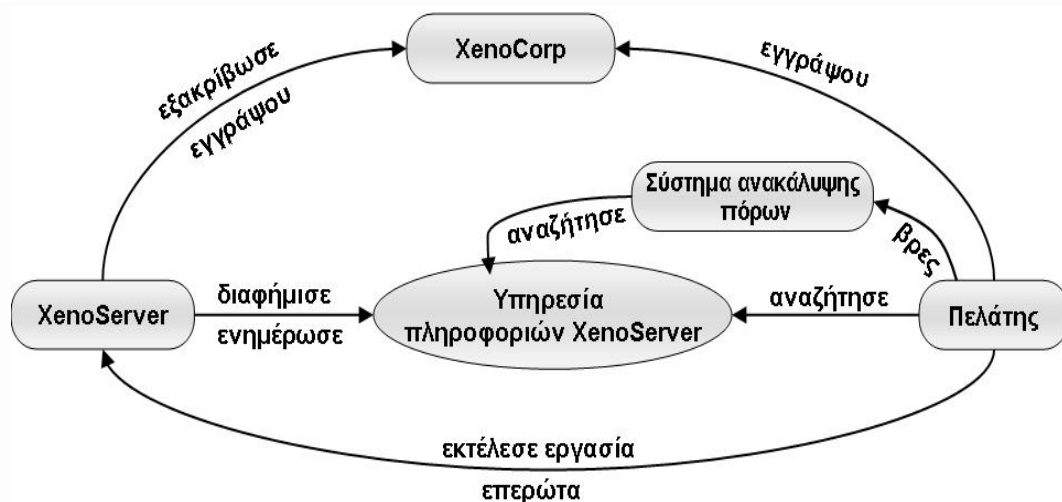 XenoCorp
εξακρίβωσε
εγγράψου
εγγράψου
Σύστημα ανακάλυψης
πόρων
αναζήτησε
βρες
XenoServer
διαφήμισε
ενημέρωσε
Υπηρεσία
πληροφοριών XenoServer
αναζήτησε
Πελάτης
εκτέλεσε εργασία
επερώτα